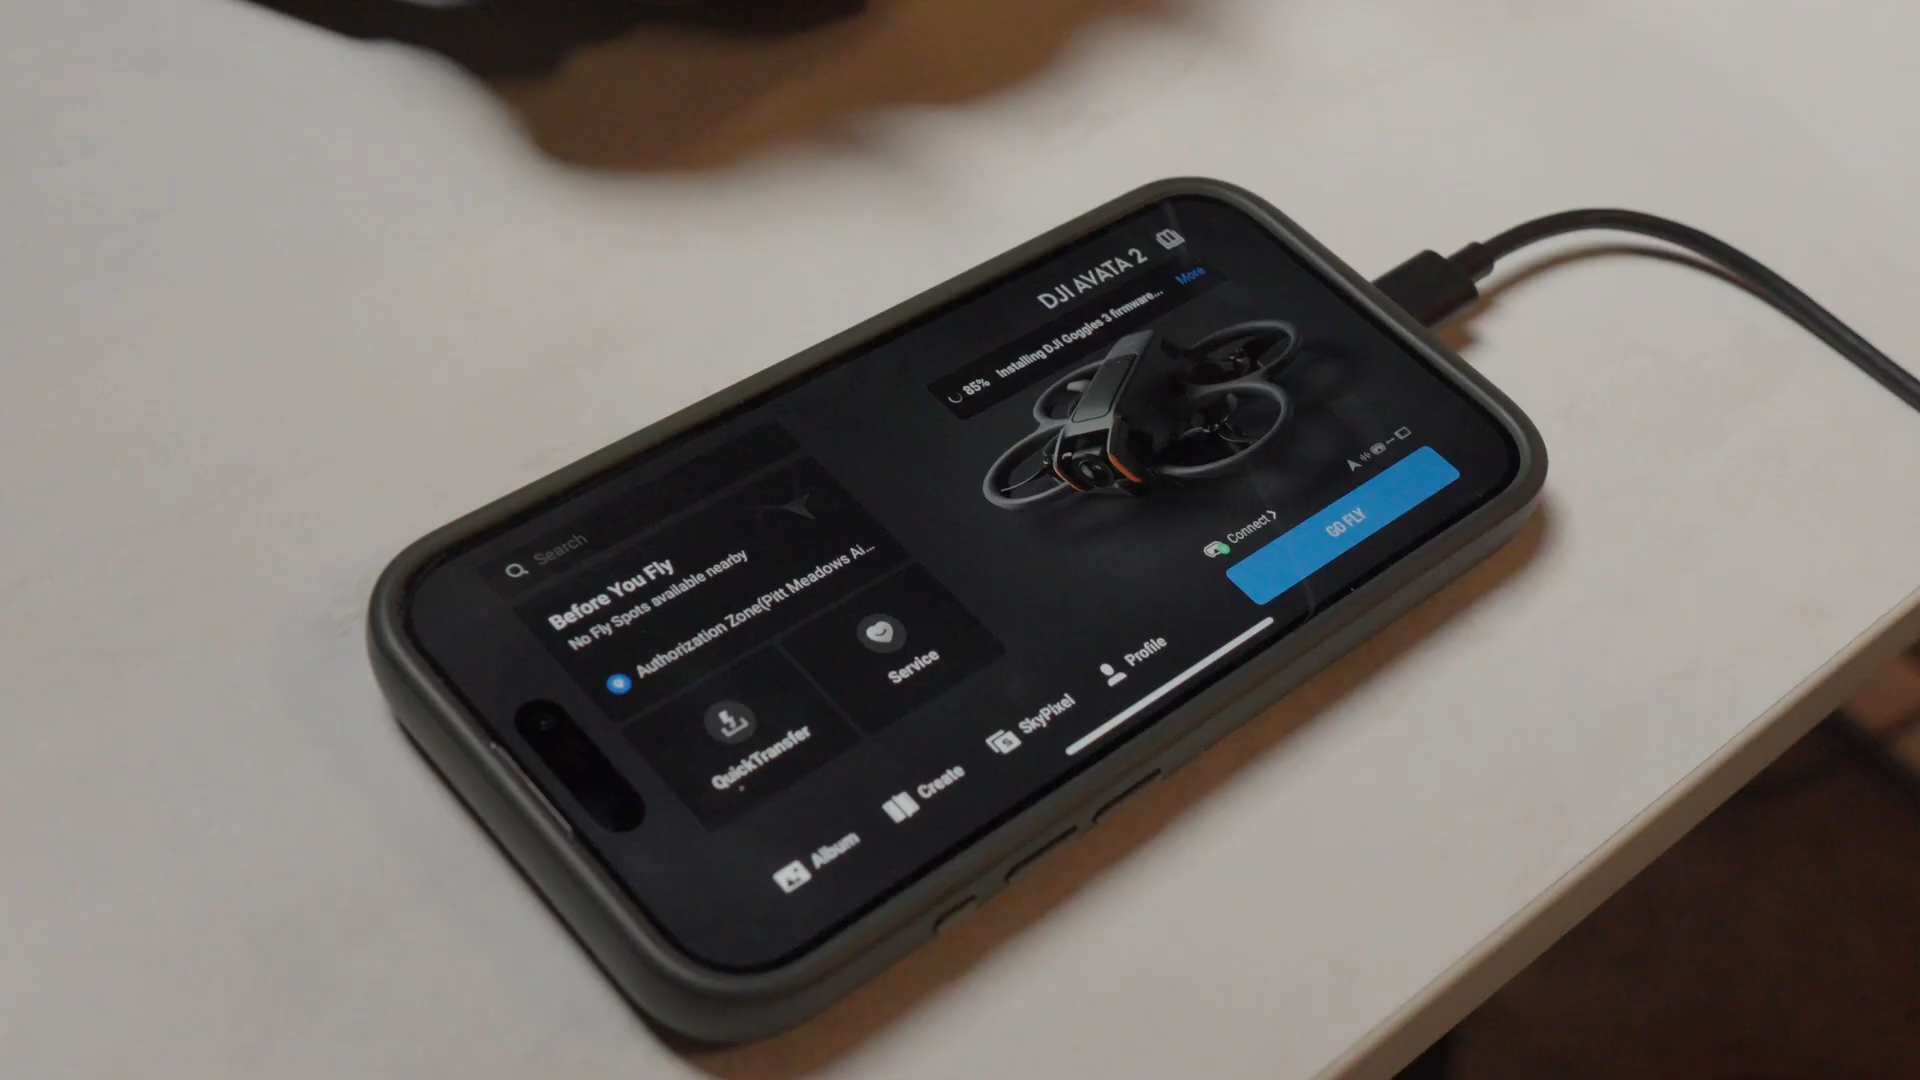 Search
Before You Fly
No Fly Spots available nearby
Authorization Zone(Pitt Meadows Ai...
QuickTransfer
Service
DJI AVATA 2
85% Installing DJI Goggles 3 firmware... More
Connect >
GO FLY
Album
Create
SkyPixel
Profile